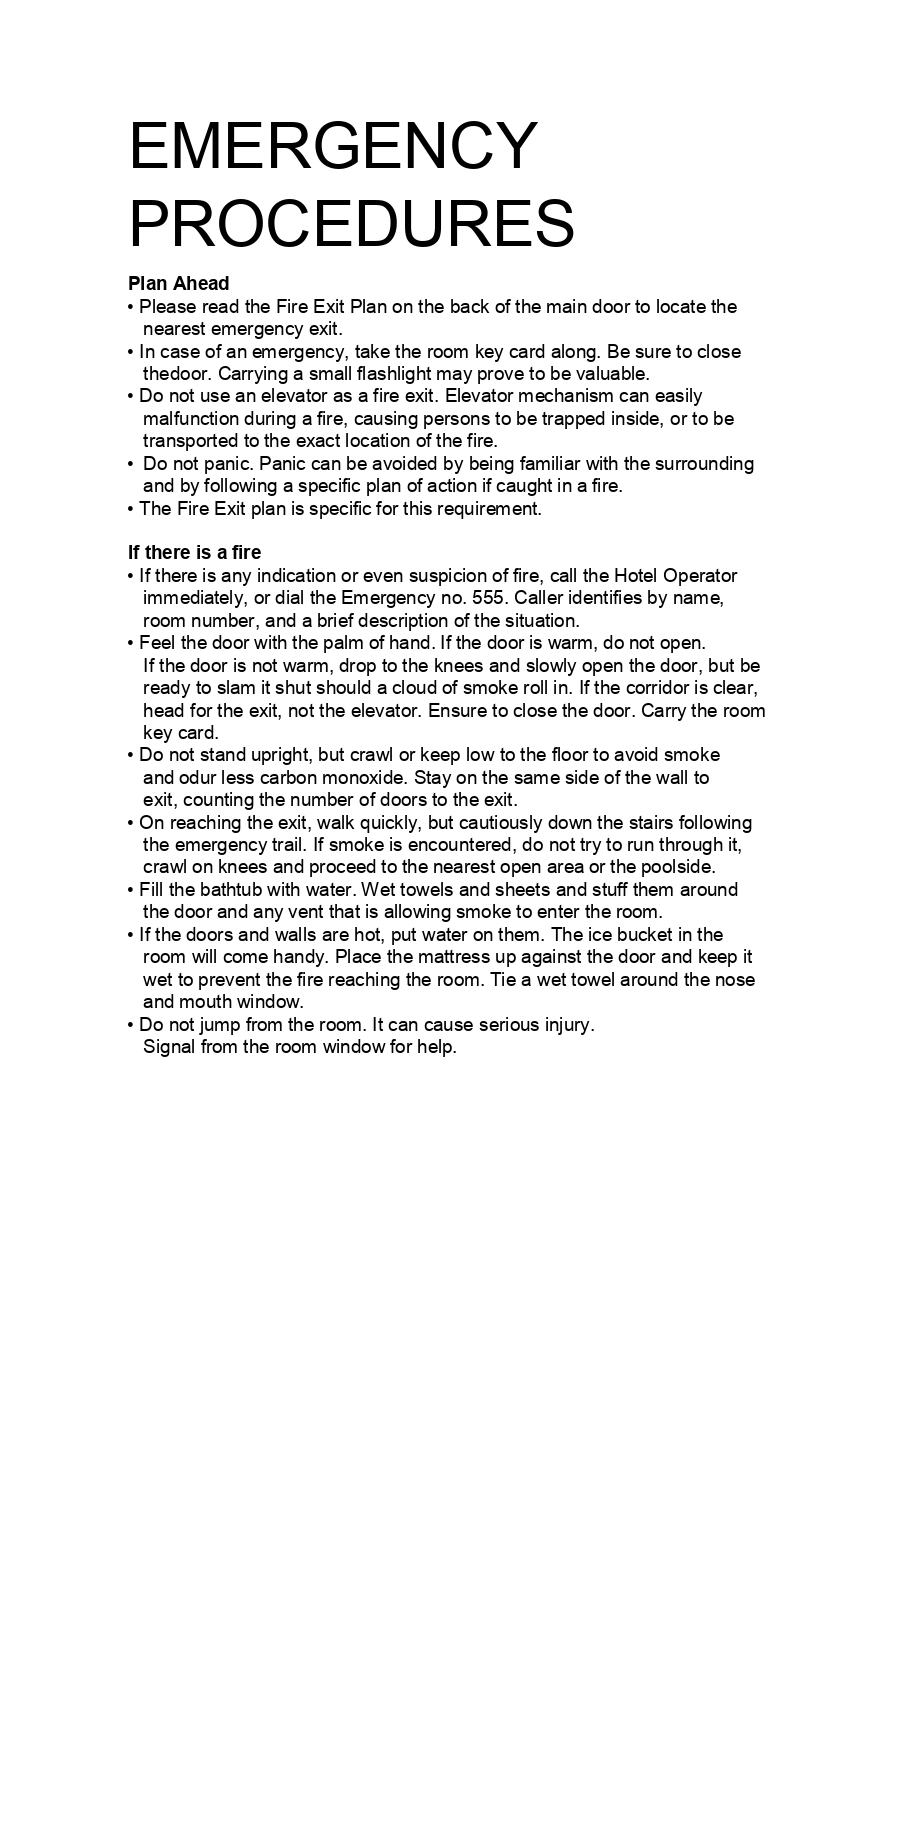 EMERGENCY
PROCEDURES
Plan Ahead
• Please read the Fire Exit Plan on the back of the main door to locate the
nearest emergency exit.
• In case of an emergency, take the room key card along. Be sure to close
thedoor. Carrying a small flashlight may prove to be valuable.
• Do not use an elevator as a fire exit. Elevator mechanism can easily
malfunction during a fire, causing persons to be trapped inside, or to be
transported to the exact location of the fire.
• Do not panic. Panic can be avoided by being familiar with the surrounding
and by following a specific plan of action if caught in a fire.
• The Fire Exit plan is specific for this requirement.
If there is a fire
• If there is any indication or even suspicion of fire, call the Hotel Operator
immediately, or dial the Emergency no. 555. Caller identifies by name,
room number, and a brief description of the situation.
• Feel the door with the palm of hand. If the door is warm, do not open.
If the door is not warm, drop to the knees and slowly open the door, but be
ready to slam it shut should a cloud of smoke roll in. If the corridor is clear,
head for the exit, not the elevator. Ensure to close the door. Carry the room
key card.
• Do not stand upright, but crawl or keep low to the floor to avoid smoke
and odur less carbon monoxide. Stay on the same side of the wall to
exit, counting the number of doors to the exit.
• On reaching the exit, walk quickly, but cautiously down the stairs following
the emergency trail. If smoke is encountered, do not try to run through it,
crawl on knees and proceed to the nearest open area or the poolside.
• Fill the bathtub with water. Wet towels and sheets and stuff them around
the door and any vent that is allowing smoke to enter the room.
• If the doors and walls are hot, put water on them. The ice bucket in the
room will come handy. Place the mattress up against the door and keep it
wet to prevent the fire reaching the room. Tie a wet towel around the nose
and mouth window.
• Do not jump from the room. It can cause serious injury.
Signal from the room window for help.